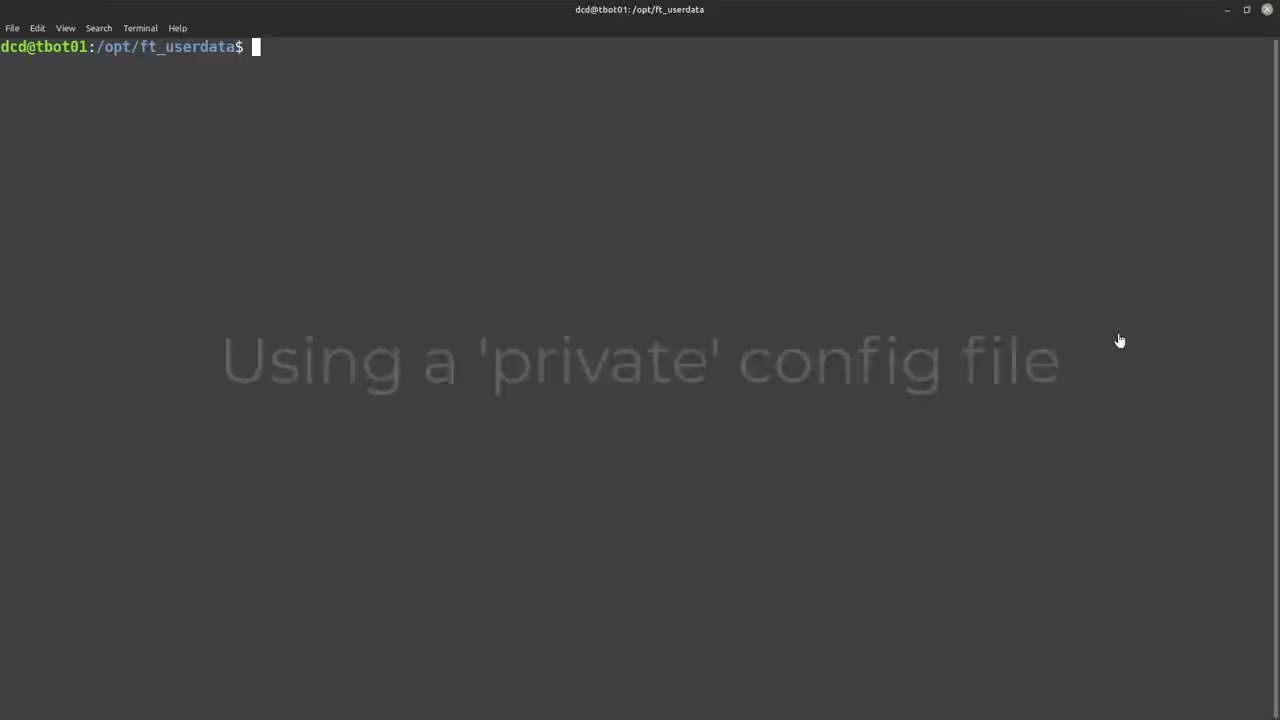 dcd@tbot01: /opt/ft_userdata
File Edit View Search Terminal Help
dcd@tbot01:/opt/ft_userdata$
Using a 'private' config file